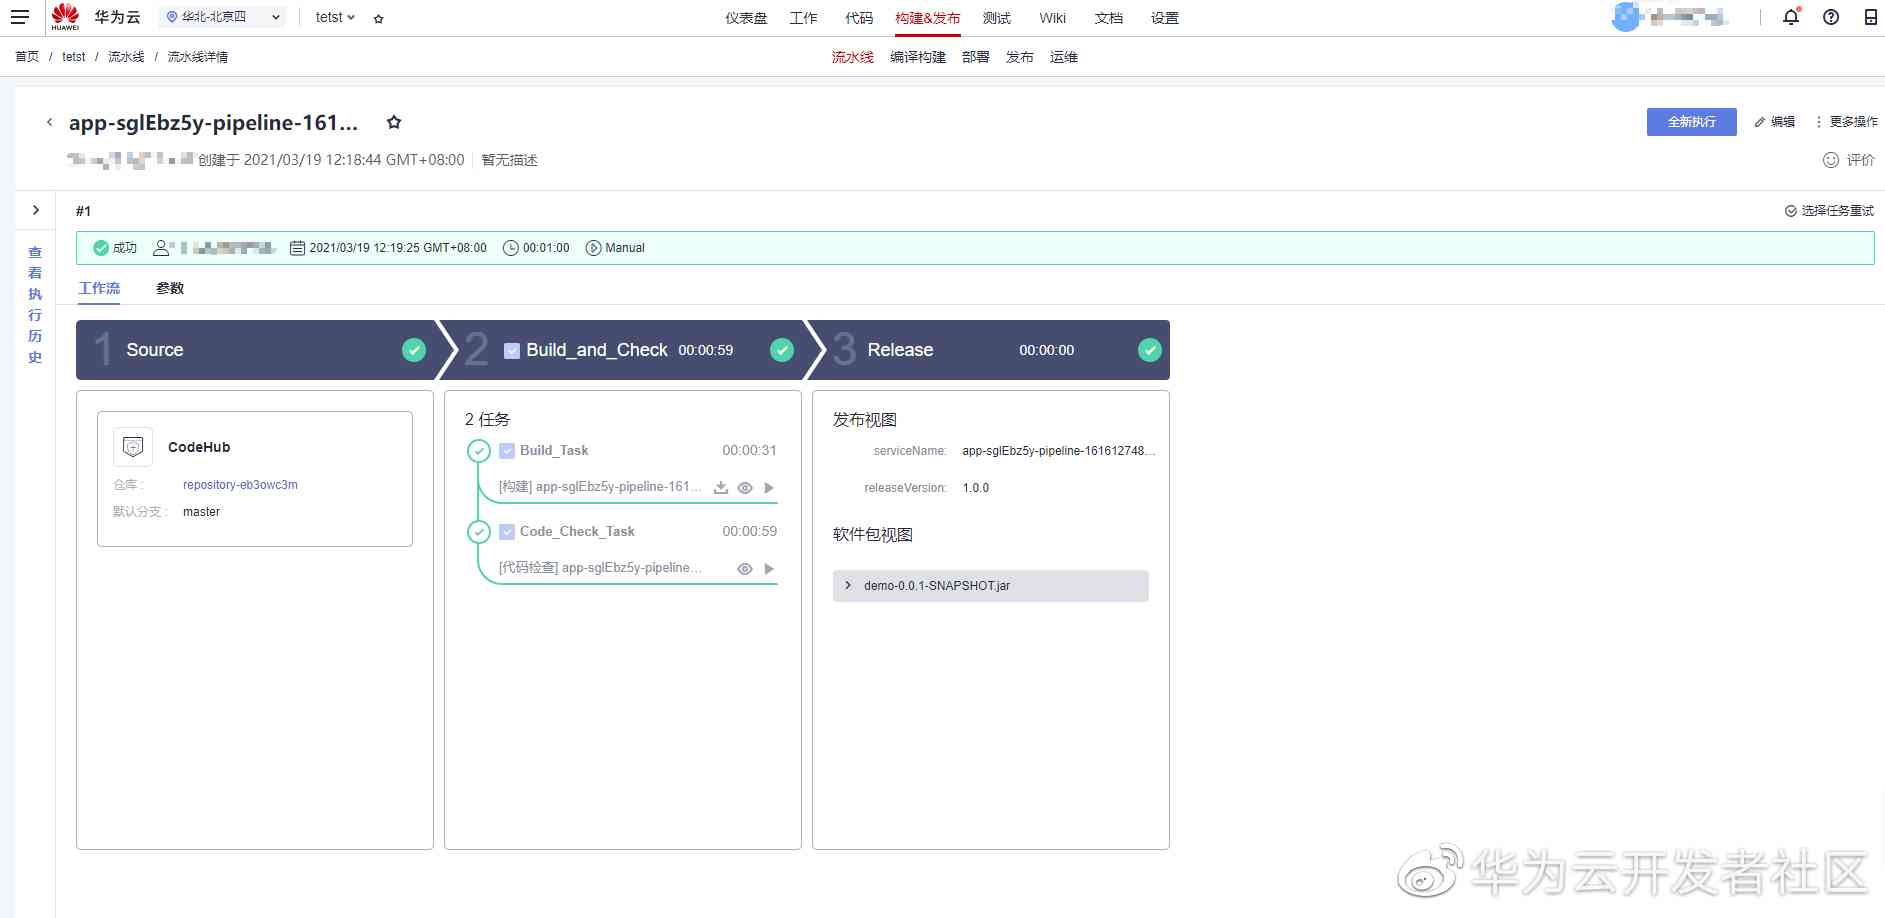 HUAWEI
华为云
华北-北京四
tetst
仪表盘 工作 代码 构建&发布 测试 Wiki 文档 设置
首页 / tetst / 流水线 / 流水线详情
流水线 编译构建 部署 发布 运维
app-sglEbz5y-pipeline-161...
全新执行 编辑 更多操作
创建于 2021/03/19 12:18:44 GMT+08:00 暂无描述
评价
#1
选择任务重试
查看执行历史
成功 2021/03/19 12:19:25 GMT+08:00 00:01:00 Manual
工作流 参数
1 Source
2 Build_and_Check 00:00:59
3 Release 00:00:00
CodeHub
仓库: repository-eb3owc3m
默认分支: master
2 任务
Build_Task 00:00:31
[构建] app-sglEbz5y-pipeline-161...
Code_Check_Task 00:00:59
[代码检查] app-sglEbz5y-pipeline...
发布视图
serviceName: app-sglEbz5y-pipeline-161612748...
releaseVersion: 1.0.0
软件包视图
demo-0.0.1-SNAPSHOT.jar
华为云开发者社区